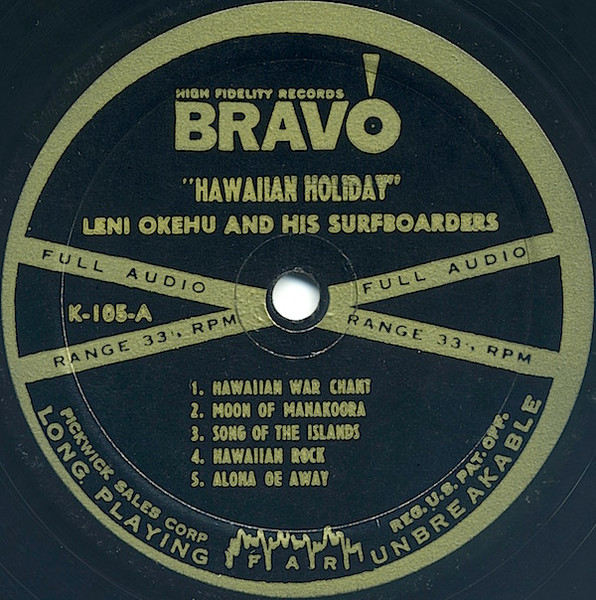 HIGH FIDELITY RECORDS
BRAVO
"HAWAIIAN HOLIDAY"
LENI OKEHU AND HIS SURFBOARDERS
FULL AUDIO
FULL AUDIO
K-105-A
RANGE 33⅓ RPM
RANGE 33⅓ RPM
1. HAWAIIAN WAR CHANT
2. MOON OF MANAKOORA
3. SONG OF THE ISLANDS
4. HAWAIIAN ROCK
5. ALOHA OE AWAY
PICKWICK SALES CORP
LONG PLAYING
FAR
REG. U.S. PAT. OFF.
UNBREAKABLE